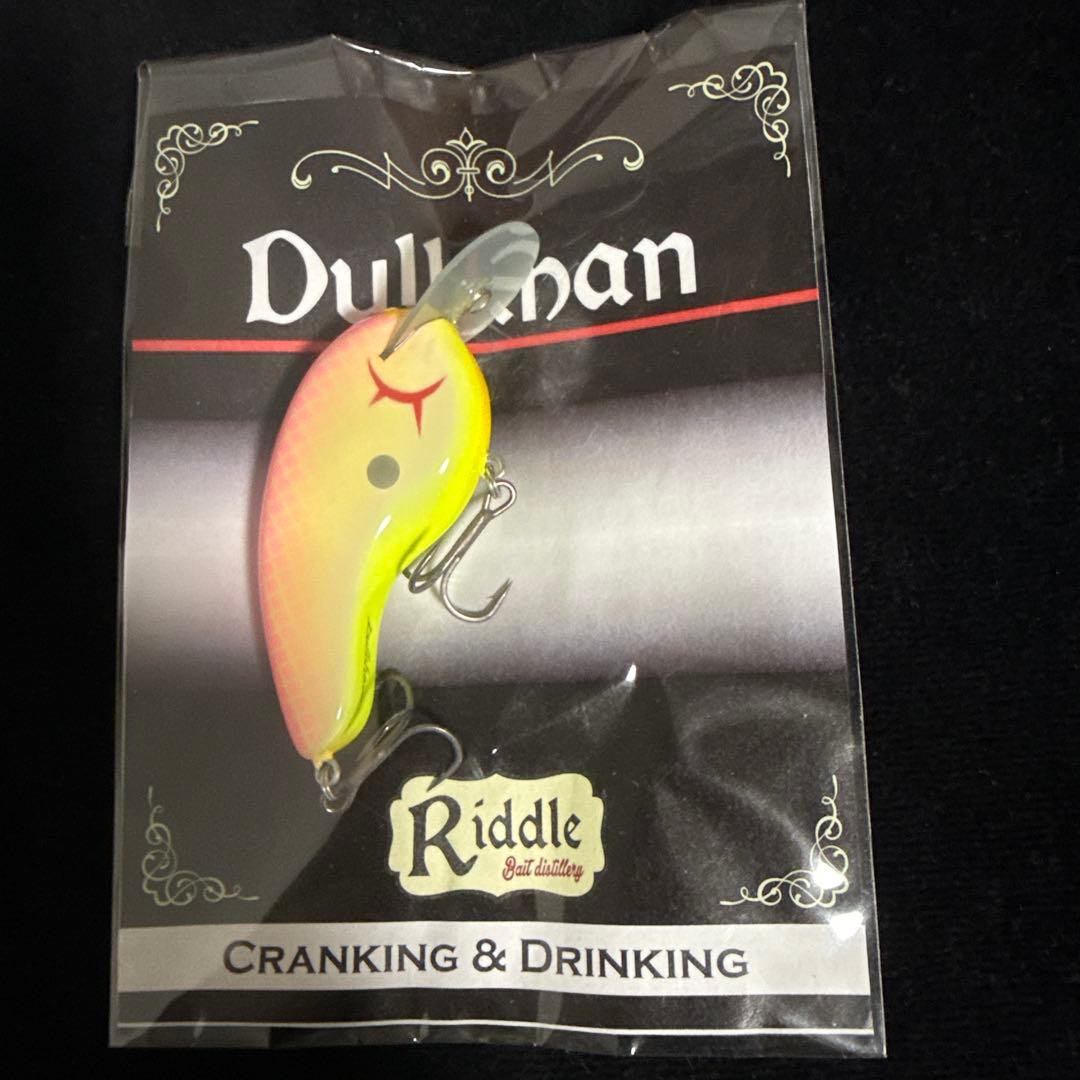 Dullahan
Riddle
Bait distillery
CRANKING & DRINKING